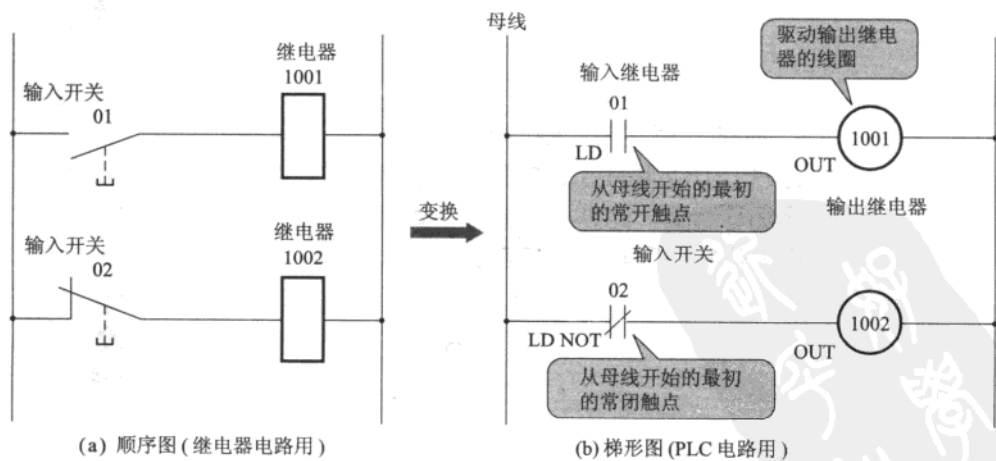 母线
继电器
1001
输入开关
01
驱动输出继电
器的线圈
输入继电器
01
1001
LD
OUT
从母线开始的最初
的常开触点
变换
输出继电器
继电器
1002
输入开关
02
输入开关
02
1002
LD NOT
OUT
从母线开始的最初
的常闭触点
(a) 顺序图(继电器电路用)
(b) 梯形图(PLC 电路用)